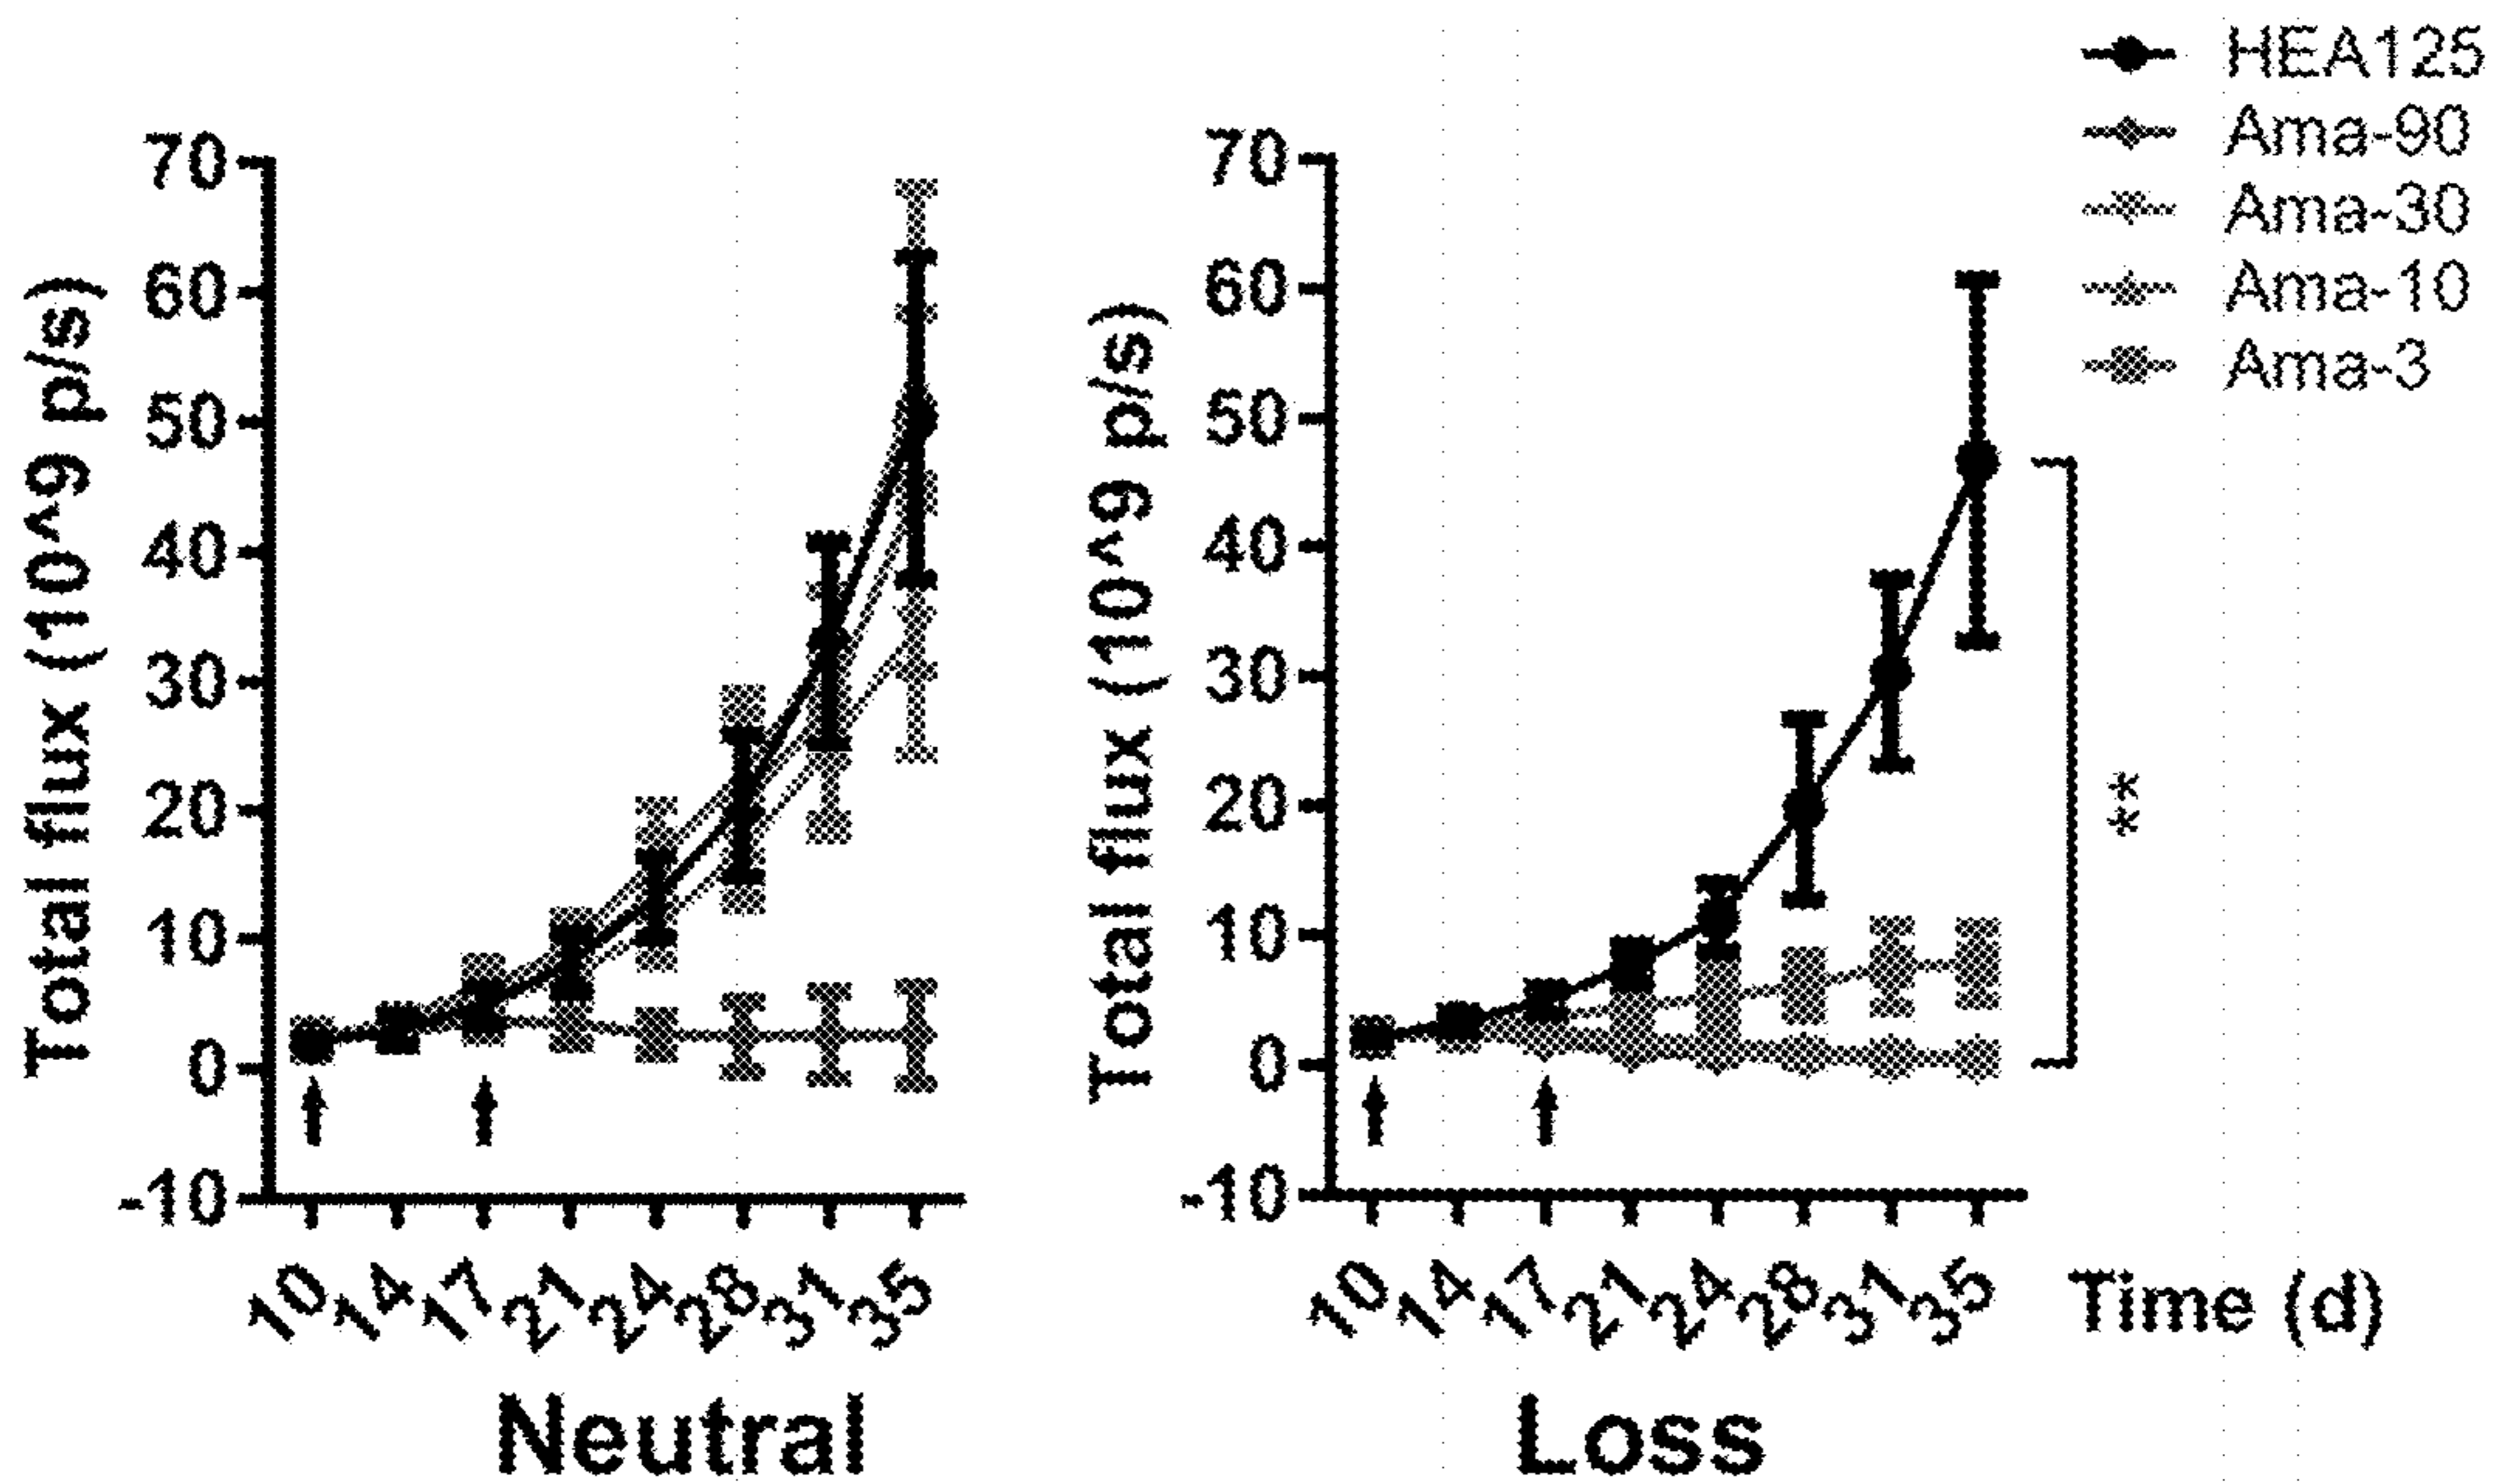 HEA125
Ama-90
Ama-30
Ama-10
Ama-3
Total flux (10^9 p/s)
70
60
50
40
30
20
10
0
-10
10 14 17 21 24 28 31 35
Neutral
Total flux (10^9 p/s)
70
60
50
40
30
20
10
0
-10
**
10 14 17 21 24 28 31 35
Time (d)
Loss